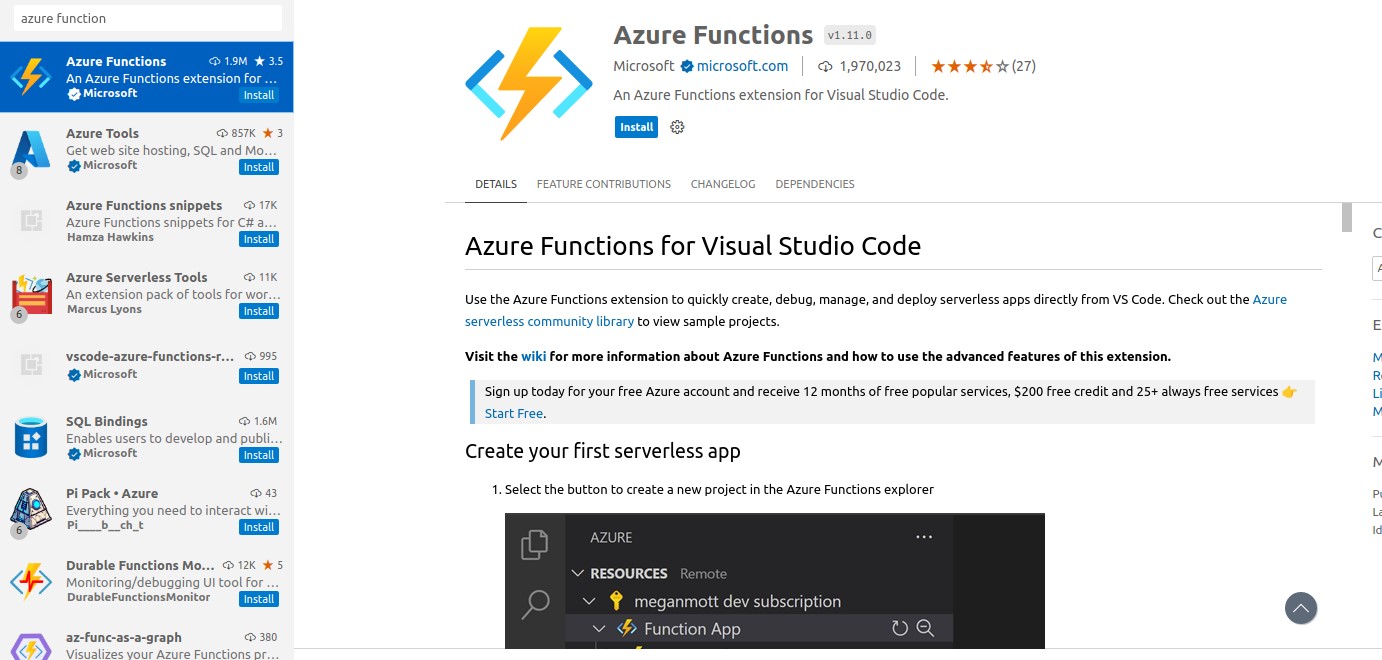 azure function
Azure Functions 1.9M 3.5
An Azure Functions extension for ...
Microsoft Install
Azure Tools 857K 3
Get web site hosting, SQL and Mo...
8 Microsoft Install
Azure Functions snippets 17K
Azure Functions snippets for C# a...
Hamza Hawkins Install
Azure Serverless Tools 11K
An extension pack of tools for wor...
6 Marcus Lyons Install
vscode-azure-functions-r... 995
Microsoft Install
SQL Bindings 1.6M
Enables users to develop and publi...
Microsoft Install
Pi Pack • Azure 43
Everything you need to interact wi...
6 Pi____b__ch_t Install
Durable Functions Mo... 12K 5
Monitoring/debugging UI tool for ...
DurableFunctionsMonitor Install
az-func-as-a-graph 380
Visualizes your Azure Functions pr...
Azure Functions v1.11.0
Microsoft microsoft.com 1,970,023 (27)
An Azure Functions extension for Visual Studio Code.
Install
DETAILS FEATURE CONTRIBUTIONS CHANGELOG DEPENDENCIES
Azure Functions for Visual Studio Code
Use the Azure Functions extension to quickly create, debug, manage, and deploy serverless apps directly from VS Code. Check out the Azure
serverless community library to view sample projects.
Visit the wiki for more information about Azure Functions and how to use the advanced features of this extension.
Sign up today for your free Azure account and receive 12 months of free popular services, $200 free credit and 25+ always free services 👉
Start Free.
Create your first serverless app
1. Select the button to create a new project in the Azure Functions explorer
AZURE ...
RESOURCES Remote
meganmott dev subscription
Function App